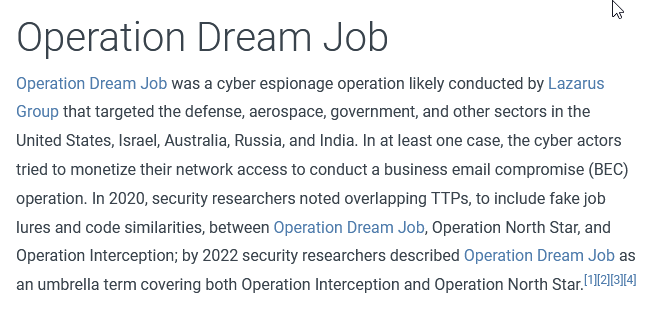 Operation Dream Job
Operation Dream Job was a cyber espionage operation likely conducted by Lazarus
Group that targeted the defense, aerospace, government, and other sectors in the
United States, Israel, Australia, Russia, and India. In at least one case, the cyber actors
tried to monetize their network access to conduct a business email compromise (BEC)
operation. In 2020, security researchers noted overlapping TTPs, to include fake job
lures and code similarities, between Operation Dream Job, Operation North Star, and
Operation Interception; by 2022 security researchers described Operation Dream Job as
an umbrella term covering both Operation Interception and Operation North Star.[1][2][3][4]